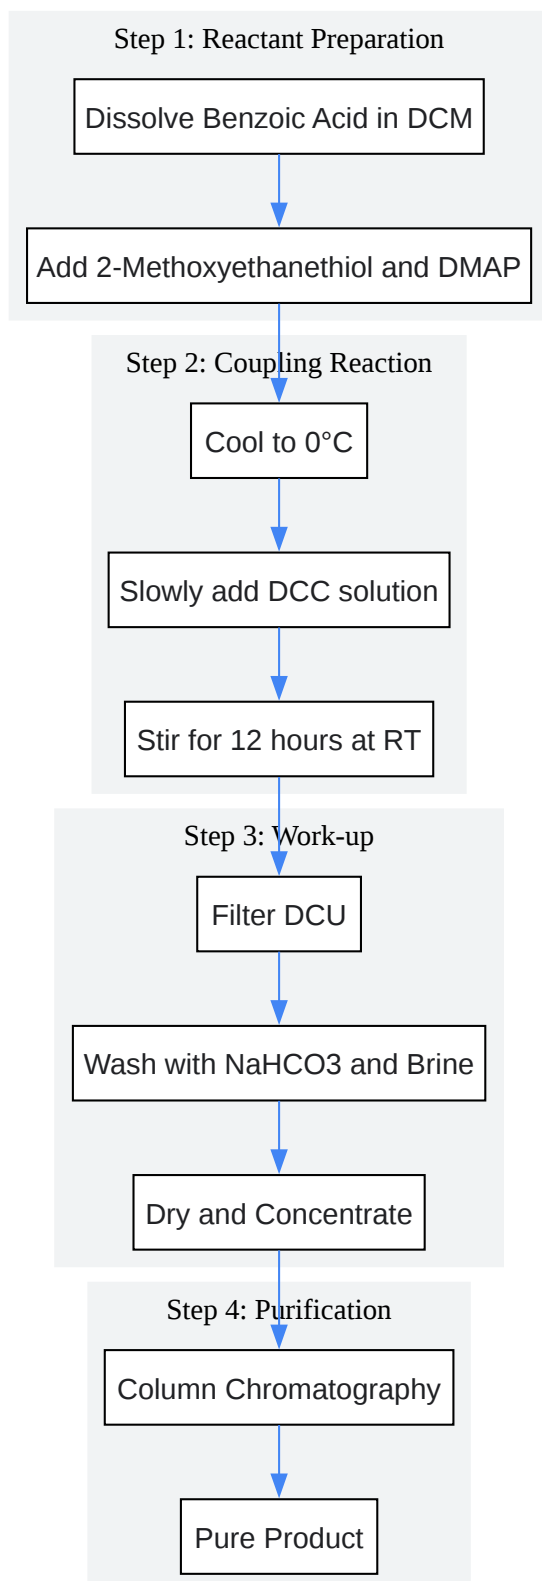 Step 1: Reactant Preparation
Dissolve Benzoic Acid in DCM
Add 2-Methoxyethanethiol and DMAP
Step 2: Coupling Reaction
Cool to 0°C
Slowly add DCC solution
Stir for 12 hours at RT
Step 3: Work-up
Filter DCU
Wash with NaHCO3 and Brine
Dry and Concentrate
Step 4: Purification
Column Chromatography
Pure Product